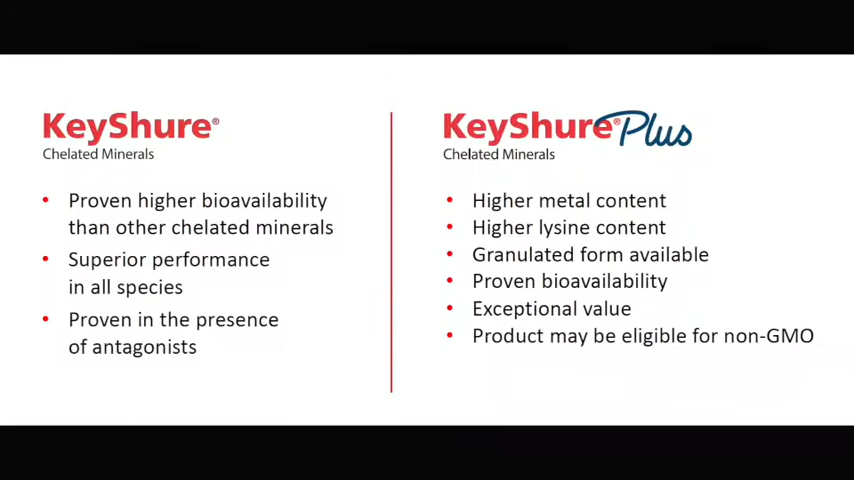 KeyShure®
Chelated Minerals
• Proven higher bioavailability
than other chelated minerals
• Superior performance
in all species
• Proven in the presence
of antagonists
KeyShure® Plus
Chelated Minerals
• Higher metal content
• Higher lysine content
• Granulated form available
• Proven bioavailability
• Exceptional value
• Product may be eligible for non-GMO